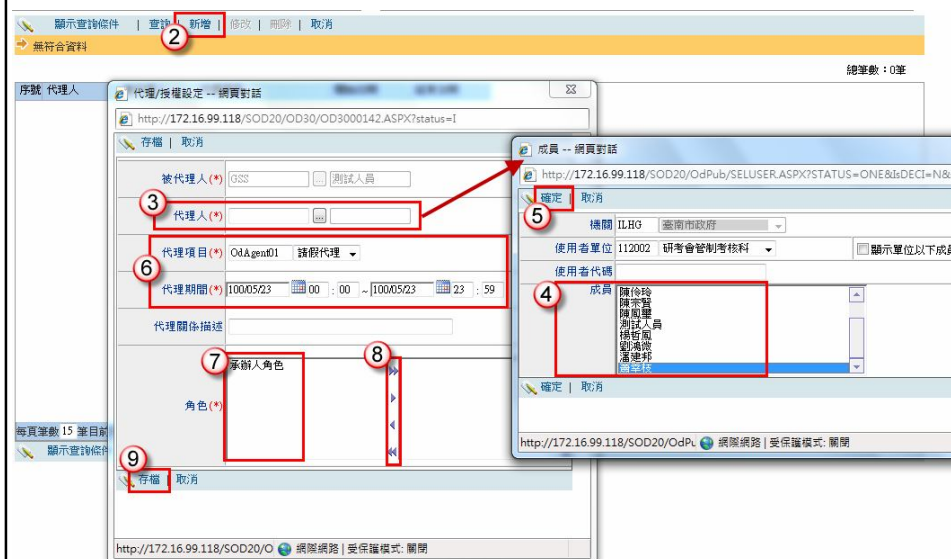 顯示查詢條件 | 查詢 | 新增 | 修改 | 刪除 | 取消
2
無符合資料
總筆數：0筆
序號 代理人
代理/授權設定 -- 網頁對話
http://172.16.99.118/SOD20/OD30/OD3000142.ASPX?status=I
存檔 | 取消
被代理人(*) GSS ... 測試人員
3
代理人(*) ...
6
代理項目(*) OdAgent01 請假代理
代理期間(*) 100/05/23 00 : 00 ~ 100/05/23 23 : 59
代理關係描述
7
8
承辦人角色
角色(*)
9
存檔 | 取消
http://172.16.99.118/SOD20/O 網際網路 | 受保護模式: 關閉
成員 -- 網頁對話
http://172.16.99.118/SOD20/OdPub/SELUSER.ASPX?STATUS=ONE&IsDECI=N&
確定 | 取消
5
機關 ILHG 臺南市政府
使用者單位 112002 研考會管制考核科 顯示單位以下成員
使用者代碼
4
成員
陳伶玲
陳宗賢
陳鳳璽
測試人員
楊哲鳳
劉鴻微
潘建邦
確定 | 取消
http://172.16.99.118/SOD20/OdPu 網際網路 | 受保護模式: 關閉
每頁筆數 15 筆目前
顯示查詢條件